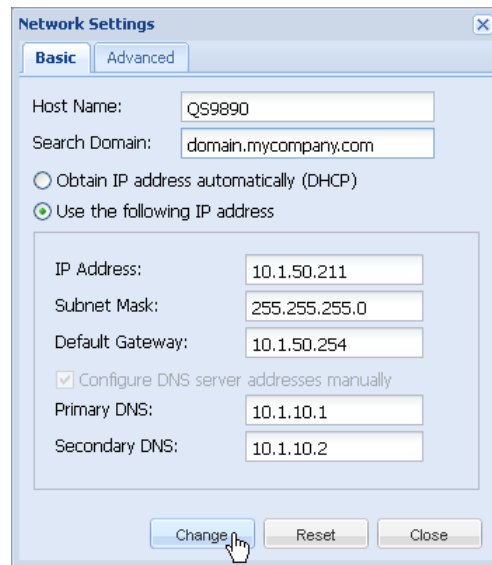 Network Settings
Basic Advanced
Host Name: QS9890
Search Domain: domain.mycompany.com
Obtain IP address automatically (DHCP)
Use the following IP address
IP Address: 10.1.50.211
Subnet Mask: 255.255.255.0
Default Gateway: 10.1.50.254
Configure DNS server addresses manually
Primary DNS: 10.1.10.1
Secondary DNS: 10.1.10.2
Change Reset Close